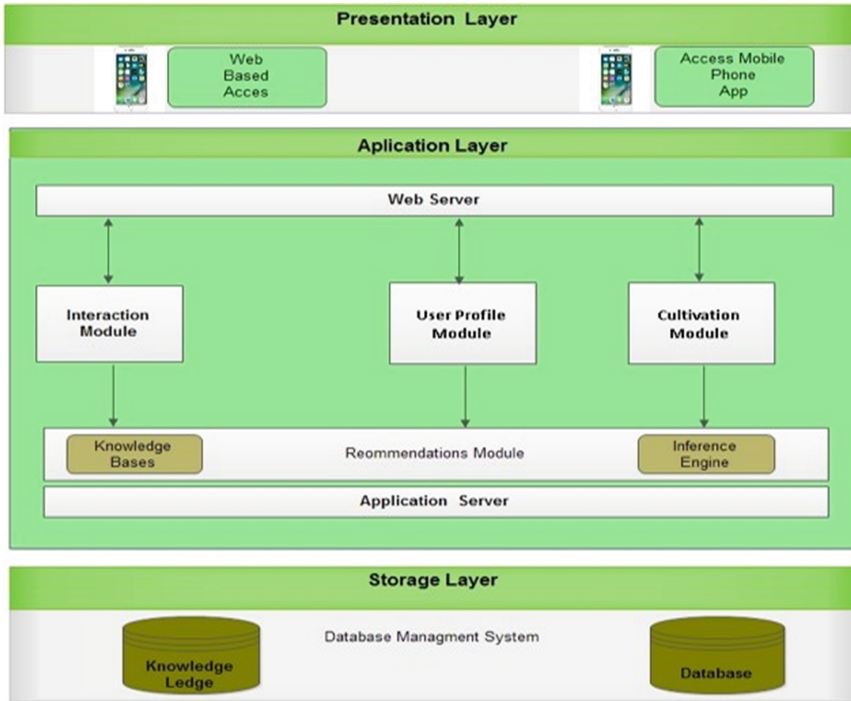 Presentation Layer
Web
Based
Acces
Access Mobile
Phone
App
Aplication Layer
Web Server
Interaction
Module
User Profile
Module
Cultivation
Module
Knowledge
Bases
Reommendations Module
Inference
Engine
Application Server
Storage Layer
Database Managment System
Knowledge
Ledge
Database